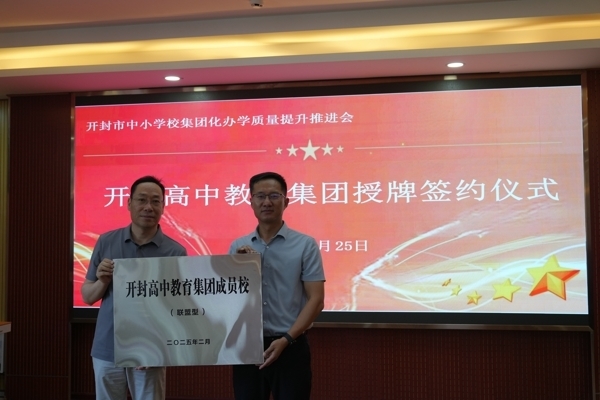 开封市中小学校集团化办学质量提升推进会
开 高中教 集团授牌签约仪式
月25日
开封高中教育集团成员校
（联盟型）
二〇二五年二月